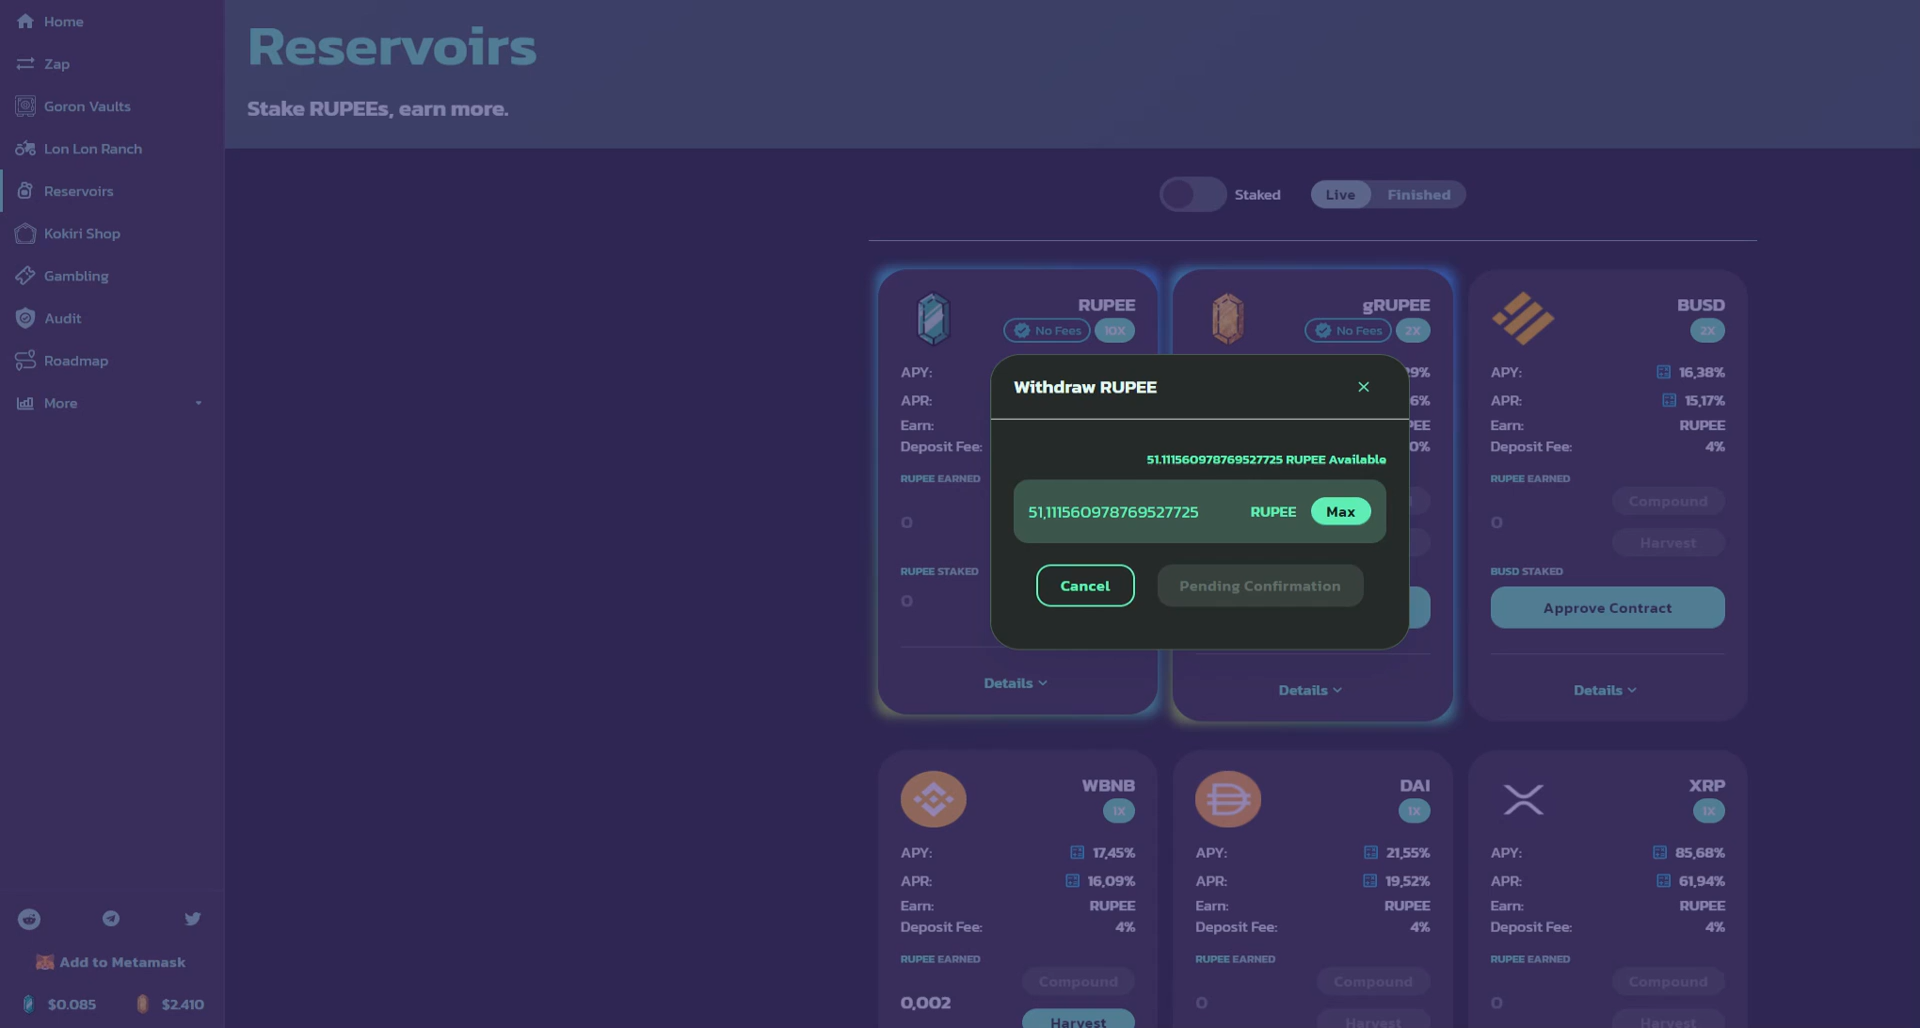 Home
Zap
Goron Vaults
Lon Lon Ranch
Reservoirs
Kokiri Shop
Gambling
Audit
Roadmap
More
Add to Metamask
$0.085 $2.410
Reservoirs
Stake RUPEEs, earn more.
Staked Live Finished
RUPEE
No Fees 10X
APY:
APR:
Earn:
Deposit Fee:
RUPEE EARNED
0
RUPEE STAKED
0
Details
gRUPEE
No Fees 2X
Details
BUSD
2X
APY: 16,38%
APR: 15,17%
Earn: RUPEE
Deposit Fee: 4%
RUPEE EARNED
Compound
0
Harvest
BUSD STAKED
Approve Contract
Details
Withdraw RUPEE
51.111560978769527725 RUPEE Available
51,111560978769527725 RUPEE Max
Cancel Pending Confirmation
WBNB
1X
APY: 17,45%
APR: 16,09%
Earn: RUPEE
Deposit Fee: 4%
RUPEE EARNED
Compound
0,002
Harvest
DAI
1X
APY: 21,55%
APR: 19,52%
Earn: RUPEE
Deposit Fee: 4%
RUPEE EARNED
Compound
0
Harvest
XRP
1X
APY: 85,68%
APR: 61,94%
Earn: RUPEE
Deposit Fee: 4%
RUPEE EARNED
Compound
0
Harvest